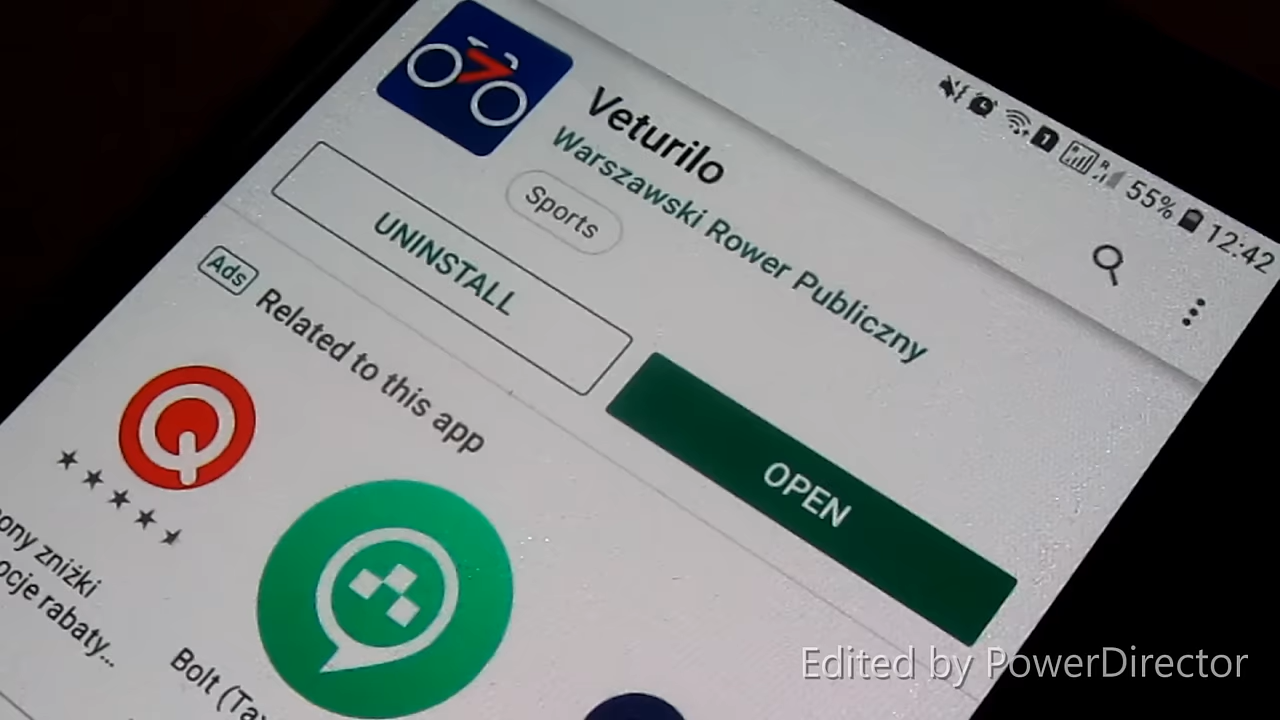 55% 12:42
Veturilo
Warszawski Rower Publiczny
Sports
UNINSTALL
OPEN
Ads Related to this app
zniżki
rabaty...
Bolt
Edited by PowerDirector